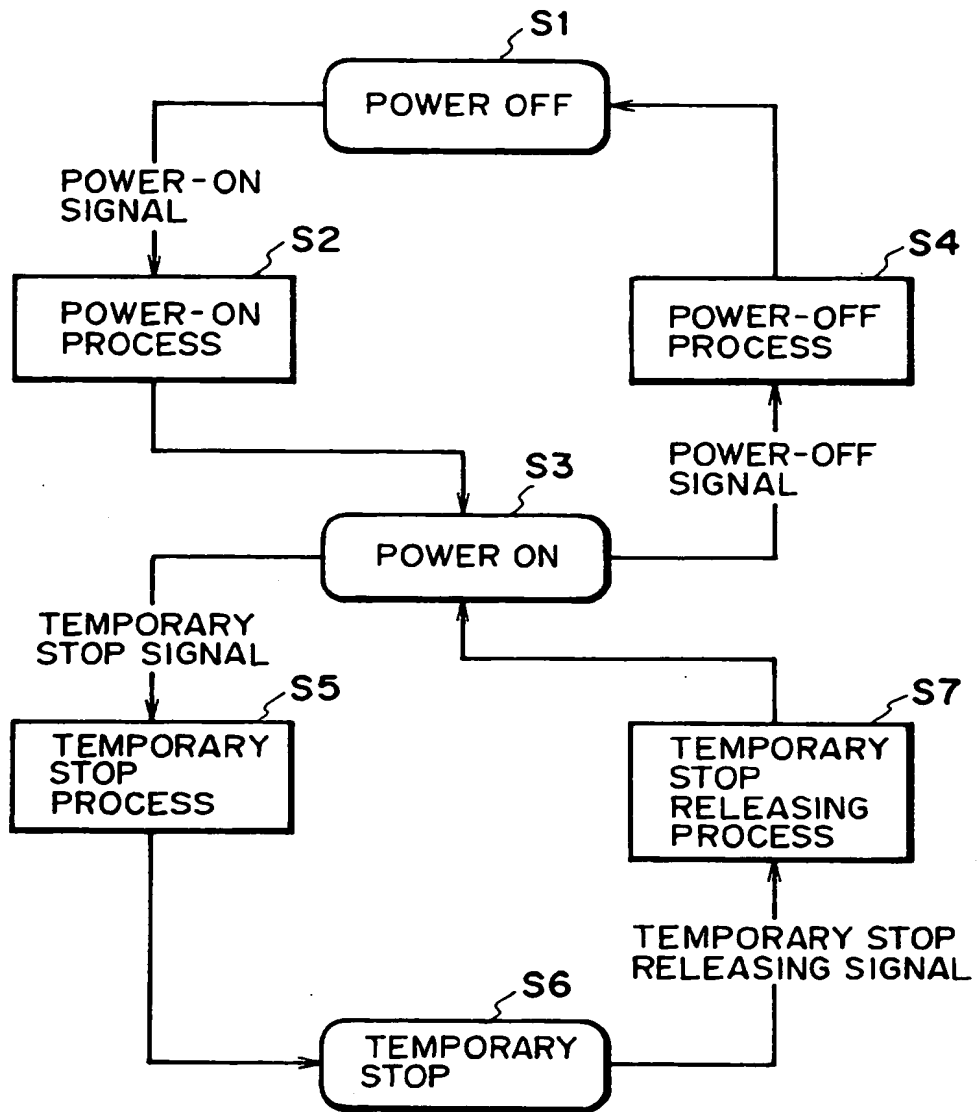 S1
POWER OFF
POWER-ON
SIGNAL
S2
POWER-ON
PROCESS
S4
POWER-OFF
PROCESS
POWER-OFF
SIGNAL
S3
POWER ON
TEMPORARY
STOP SIGNAL
S5
TEMPORARY
STOP
PROCESS
S7
TEMPORARY
STOP
RELEASING
PROCESS
TEMPORARY STOP
RELEASING SIGNAL
S6
TEMPORARY
STOP